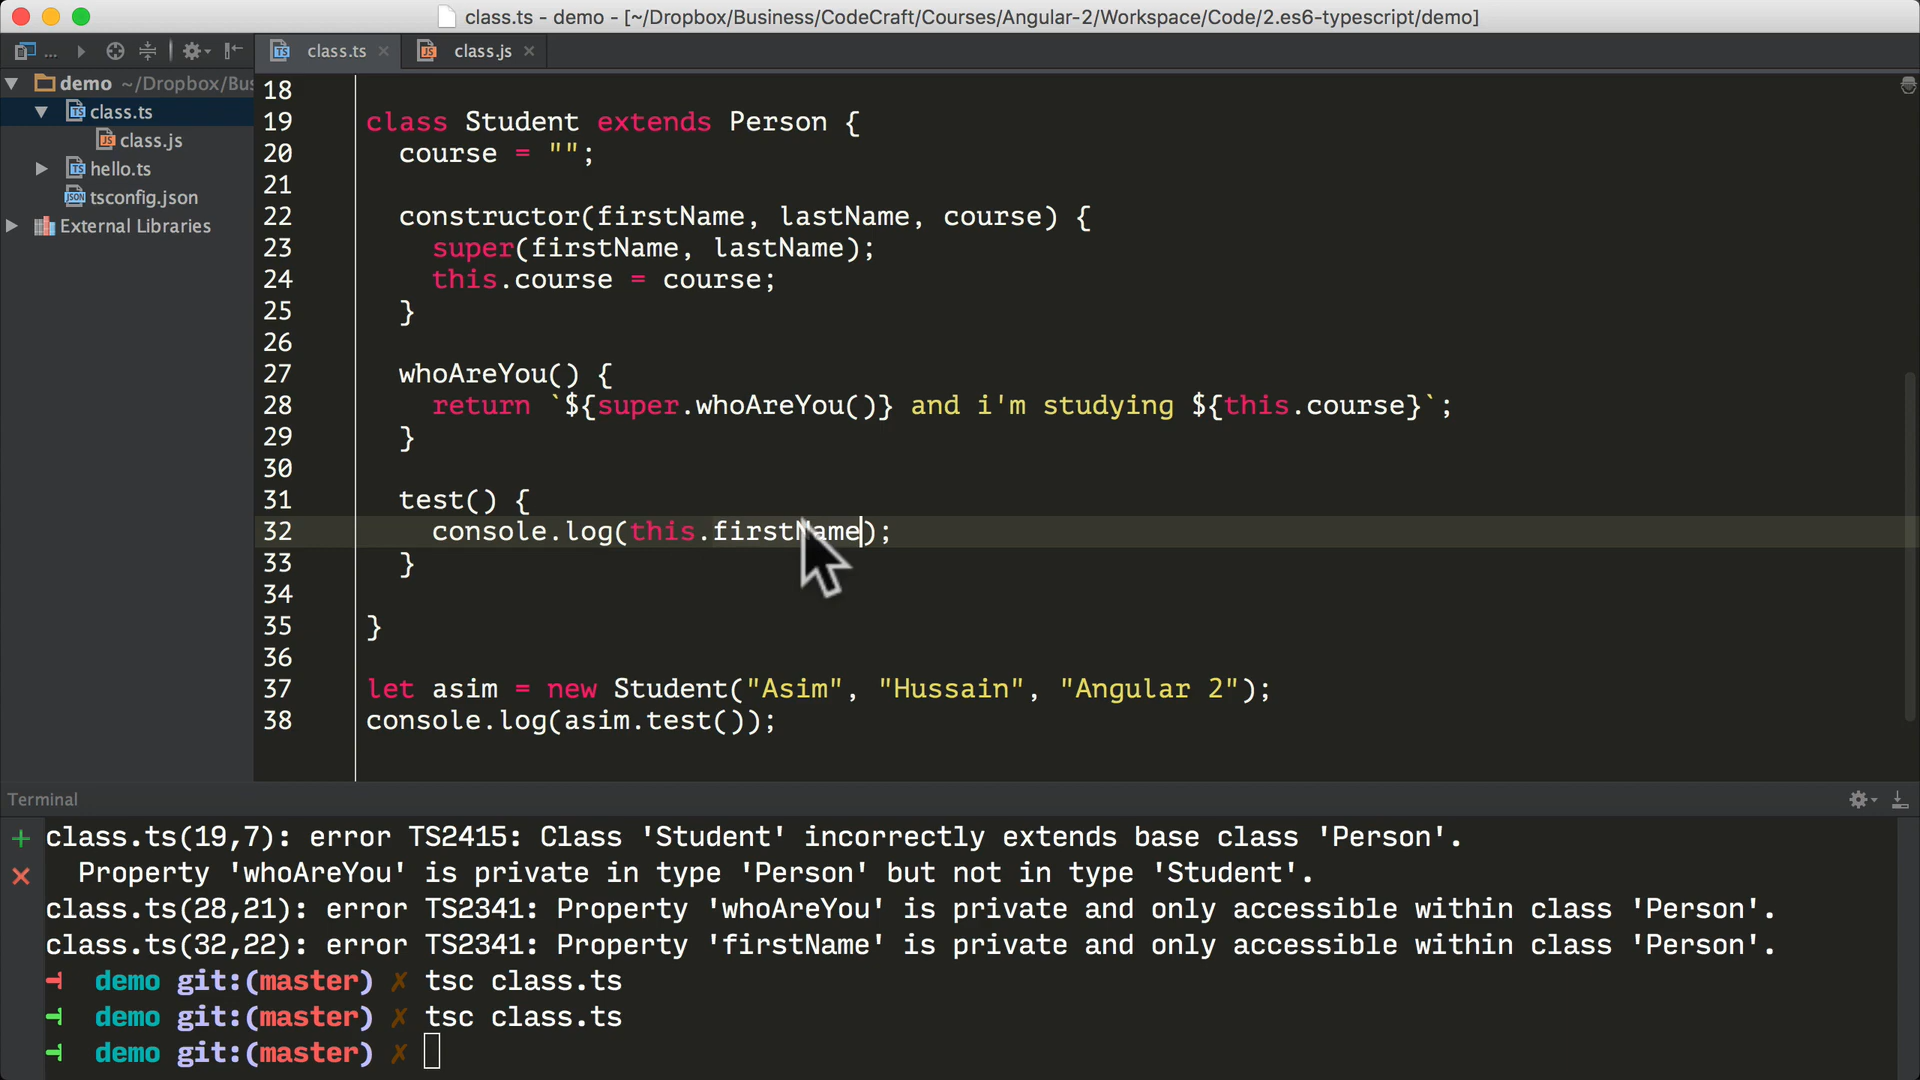 class.ts - demo - [~/Dropbox/Business/CodeCraft/Courses/Angular-2/Workspace/Code/2.es6-typescript/demo]
...
class.ts
class.js
demo ~/Dropbox/Bus
class.ts
class.js
hello.ts
tsconfig.json
External Libraries
18
19 class Student extends Person {
20 course = "";
21
22 constructor(firstName, lastName, course) {
23 super(firstName, lastName);
24 this.course = course;
25 }
26
27 whoAreYou() {
28 return `${super.whoAreYou()} and i'm studying ${this.course}`;
29 }
30
31 test() {
32 console.log(this.firstName);
33 }
34
35 }
36
37 let asim = new Student("Asim", "Hussain", "Angular 2");
38 console.log(asim.test());
Terminal
class.ts(19,7): error TS2415: Class 'Student' incorrectly extends base class 'Person'.
Property 'whoAreYou' is private in type 'Person' but not in type 'Student'.
class.ts(28,21): error TS2341: Property 'whoAreYou' is private and only accessible within class 'Person'.
class.ts(32,22): error TS2341: Property 'firstName' is private and only accessible within class 'Person'.
demo git:(master) ✗ tsc class.ts
demo git:(master) ✗ tsc class.ts
demo git:(master) ✗